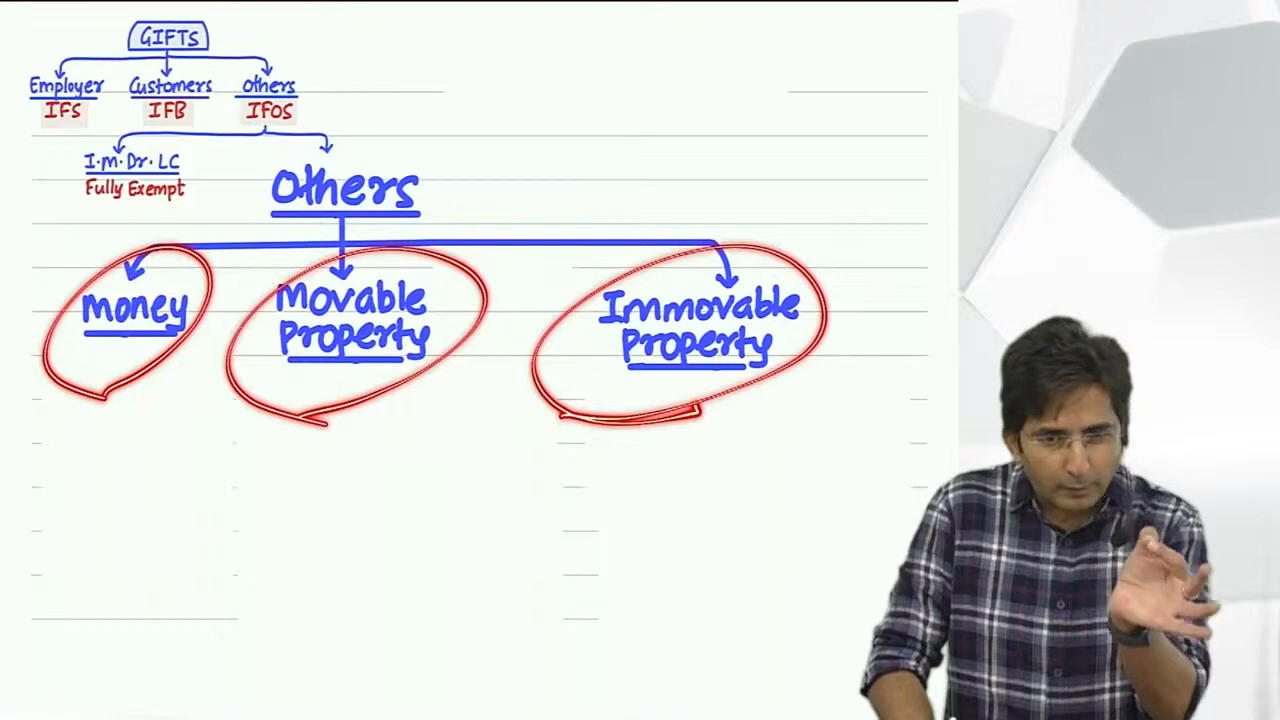 GIFTS
Employer Customers Others
IFS IFB IFOS
I.m.Dr.LC
Fully Exempt
Others
Money Movable Property Immovable Property